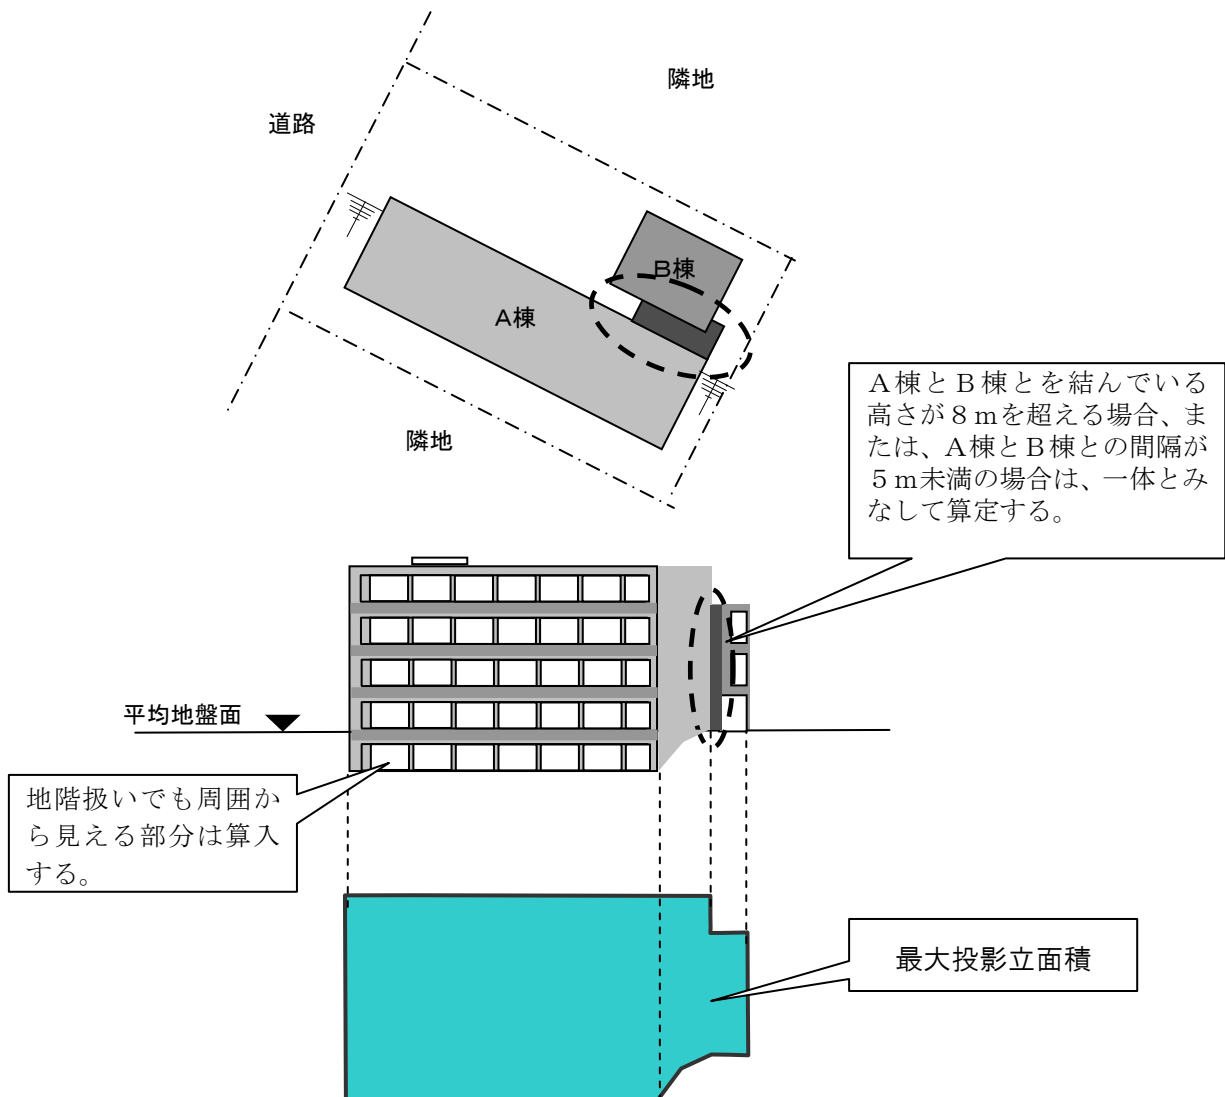 隣地
道路
B棟
A棟
隣地
A棟とB棟とを結んでいる
高さが8mを超える場合、ま
たは、A棟とB棟との間隔が
5m未満の場合は、一体とみ
なして算定する。
平均地盤面
地階扱いでも周囲か
ら見える部分は算入
する。
最大投影立面積